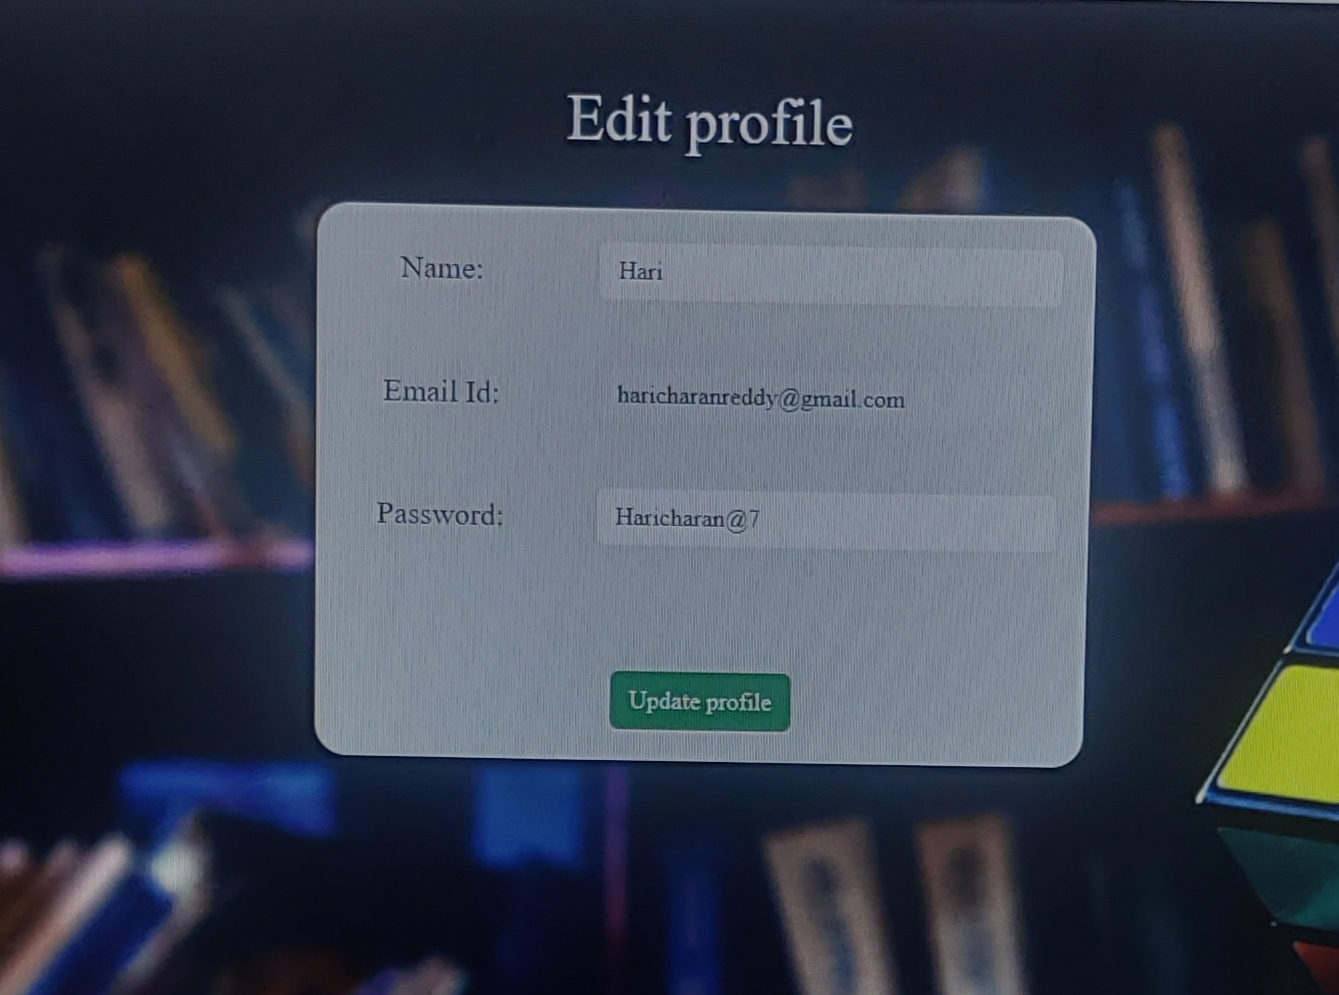 Edit profile
Name: Hari
Email Id: haricharanreddy@gmail.com
Password: Haricharan@7
Update profile